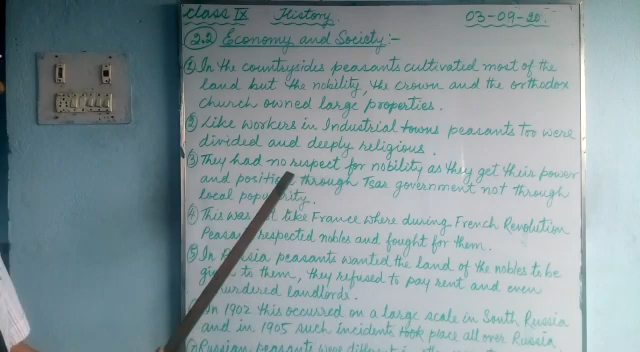 Class IX History. 03-09-20.
2.2 Economy and Society:-
① In the countrysides peasants cultivated most of the
land but the nobility, the crown and the orthodox
church owned large properties.
② Like workers in Industrial towns peasants Too were
divided and deeply religious.
③ They had no respect for nobility as they get their power
and position through Tsar government not through
local popularity.
④ This was like France where during French Revolution
respected nobles and fought for them.
⑤ In peasants wanted the land of the nobles to be
to them, they refused to pay rent and even
murdered landlords.
In 1902 this occurred on a large scale in South Russia
and in 1905 such incidents took place all over Russia
Russian peasants were different